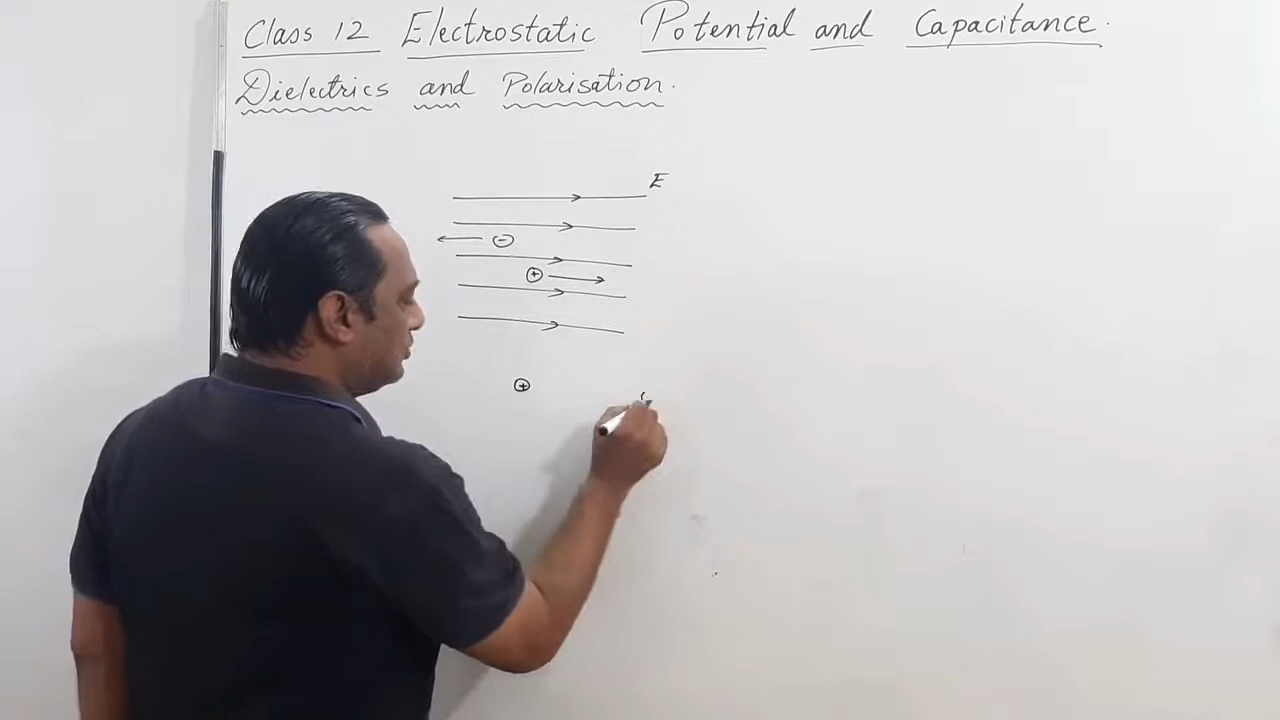 Class 12 Electrostatic Potential and Capacitance.
Dielectrics and Polarisation.
E
-
+
+